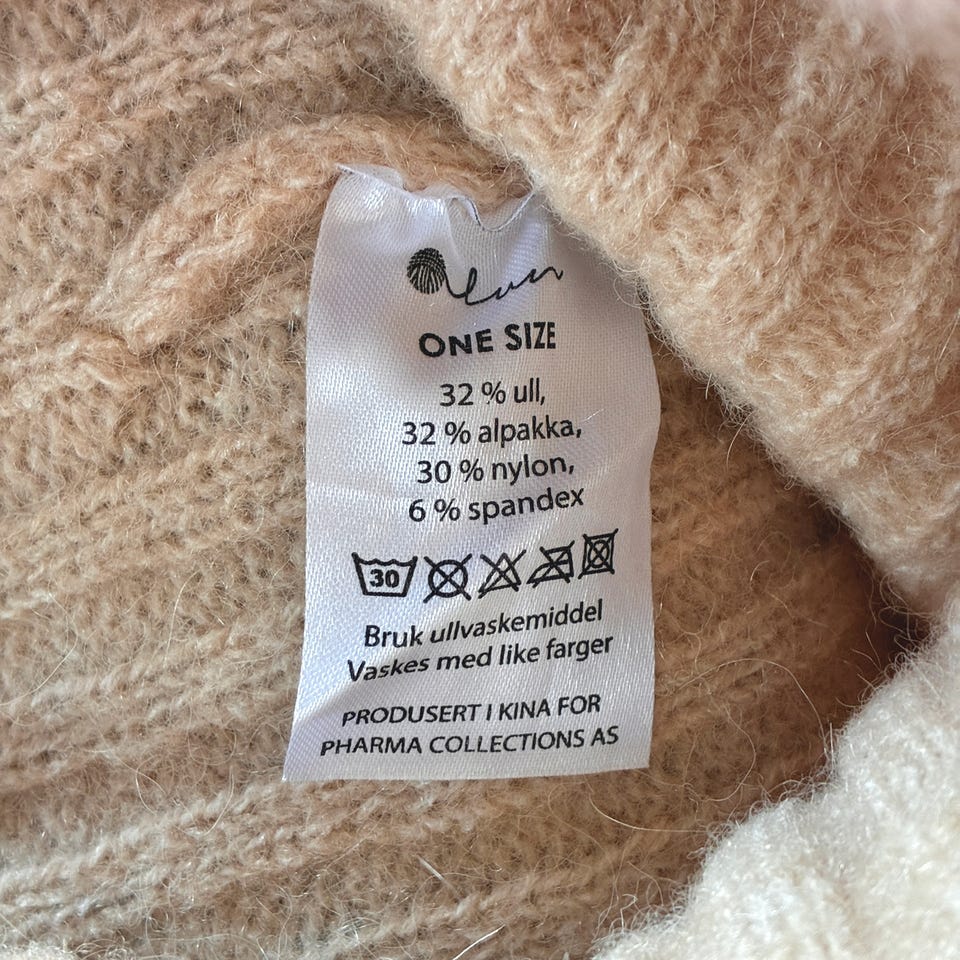 Lun
ONE SIZE
32 % ull,
32 % alpakka,
30 % nylon,
6 % spandex
30
Bruk ullvaskemiddel
Vaskes med like farger
PRODUSERT I KINA FOR
PHARMA COLLECTIONS AS